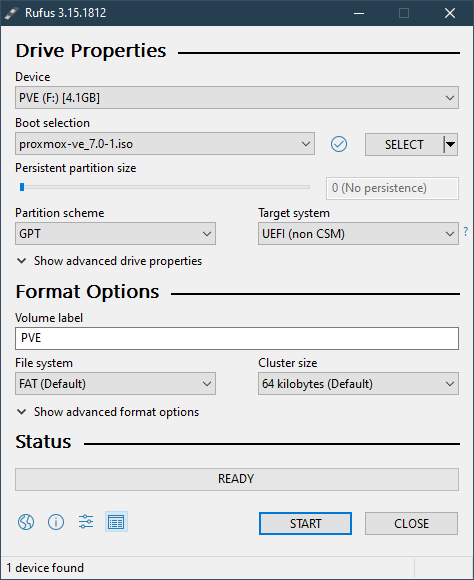 Rufus 3.15.1812
Drive Properties
Device
PVE (F:) [4.1GB]
Boot selection
proxmox-ve_7.0-1.iso
SELECT
Persistent partition size
0 (No persistence)
Partition scheme
Target system
GPT
UEFI (non CSM)
?
Show advanced drive properties
Format Options
Volume label
PVE
File system
Cluster size
FAT (Default)
64 kilobytes (Default)
Show advanced format options
Status
READY
START
CLOSE
1 device found